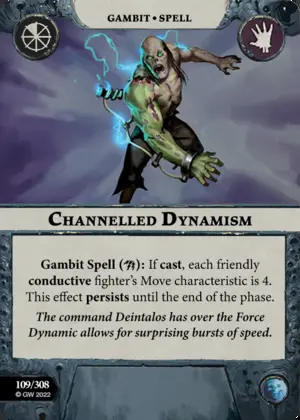 GAMBIT • SPELL
CHANNELLED DYNAMISM
Gambit Spell (): If cast, each friendly
conductive fighter's Move characteristic is 4.
This effect persists until the end of the phase.
The command Deintalos has over the Force
Dynamic allows for surprising bursts of speed.
109/308
© GW 2022